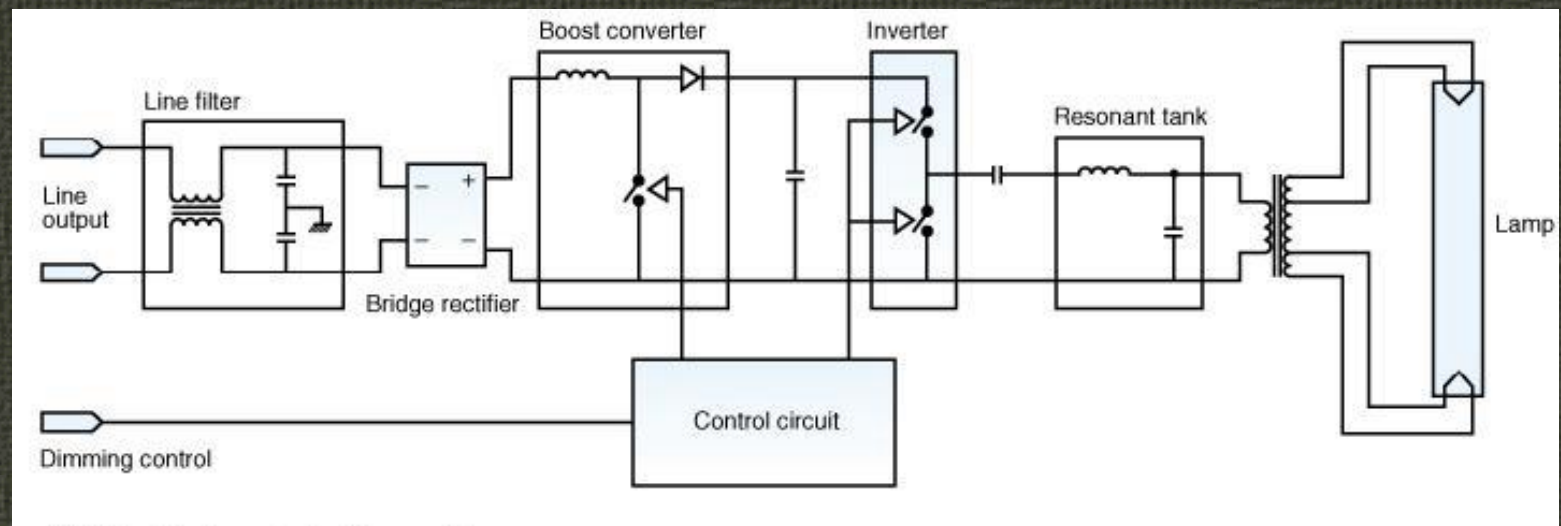 Boost converter
Inverter
Line filter
Resonant tank
Line
output
− +
− −
Lamp
Bridge rectifier
Control circuit
Dimming control